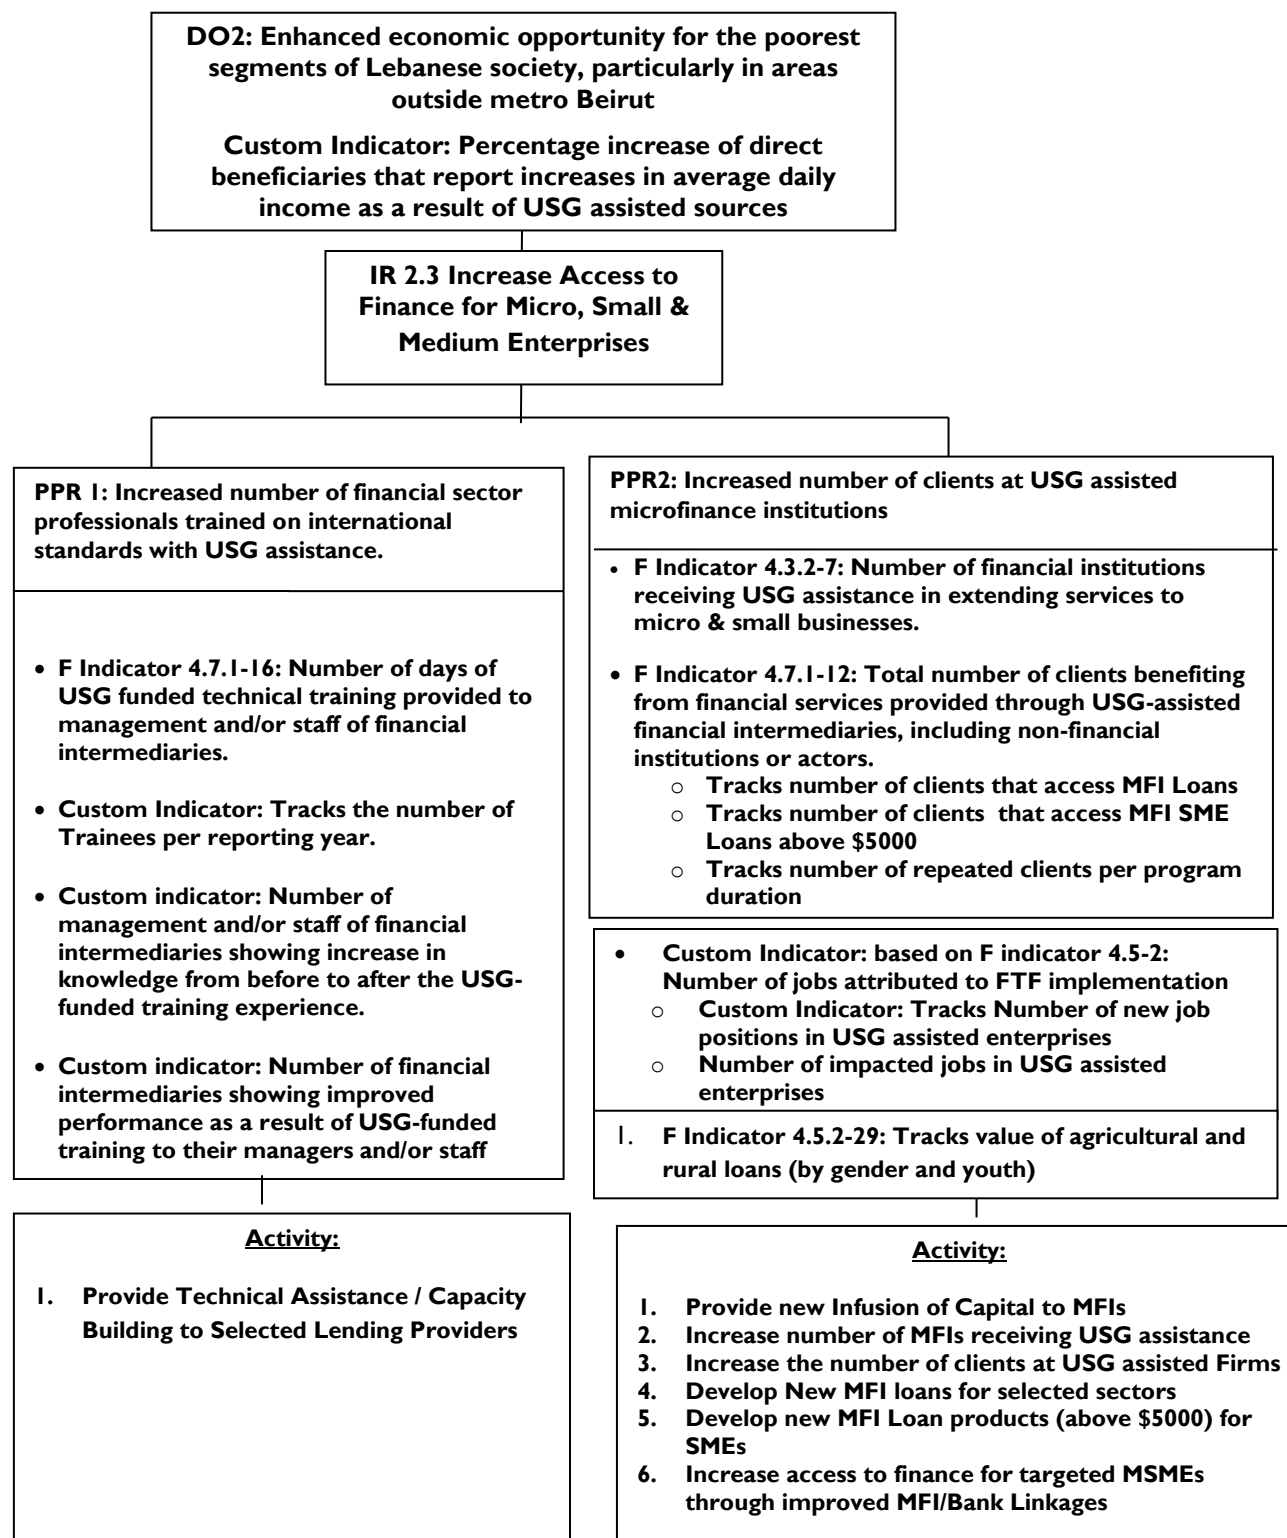 DO2: Enhanced economic opportunity for the poorest
segments of Lebanese society, particularly in areas
outside metro Beirut
Custom Indicator: Percentage increase of direct
beneficiaries that report increases in average daily
income as a result of USG assisted sources
IR 2.3 Increase Access to
Finance for Micro, Small &
Medium Enterprises
PPR 1: Increased number of financial sector
professionals trained on international
standards with USG assistance.
• F Indicator 4.7.1-16: Number of days of
USG funded technical training provided to
management and/or staff of financial
intermediaries.
• Custom Indicator: Tracks the number of
Trainees per reporting year.
• Custom indicator: Number of
management and/or staff of financial
intermediaries showing increase in
knowledge from before to after the USG-
funded training experience.
• Custom indicator: Number of financial
intermediaries showing improved
performance as a result of USG-funded
training to their managers and/or staff
Activity:
1. Provide Technical Assistance / Capacity
Building to Selected Lending Providers
PPR2: Increased number of clients at USG assisted
microfinance institutions
• F Indicator 4.3.2-7: Number of financial institutions
receiving USG assistance in extending services to
micro & small businesses.
• F Indicator 4.7.1-12: Total number of clients benefiting
from financial services provided through USG-assisted
financial intermediaries, including non-financial
institutions or actors.
o Tracks number of clients that access MFI Loans
o Tracks number of clients that access MFI SME
Loans above $5000
o Tracks number of repeated clients per program
duration
• Custom Indicator: based on F indicator 4.5-2:
Number of jobs attributed to FTF implementation
o Custom Indicator: Tracks Number of new job
positions in USG assisted enterprises
o Number of impacted jobs in USG assisted
enterprises
1. F Indicator 4.5.2-29: Tracks value of agricultural and
rural loans (by gender and youth)
Activity:
1. Provide new Infusion of Capital to MFIs
2. Increase number of MFIs receiving USG assistance
3. Increase the number of clients at USG assisted Firms
4. Develop New MFI loans for selected sectors
5. Develop new MFI Loan products (above $5000) for
SMEs
6. Increase access to finance for targeted MSMEs
through improved MFI/Bank Linkages